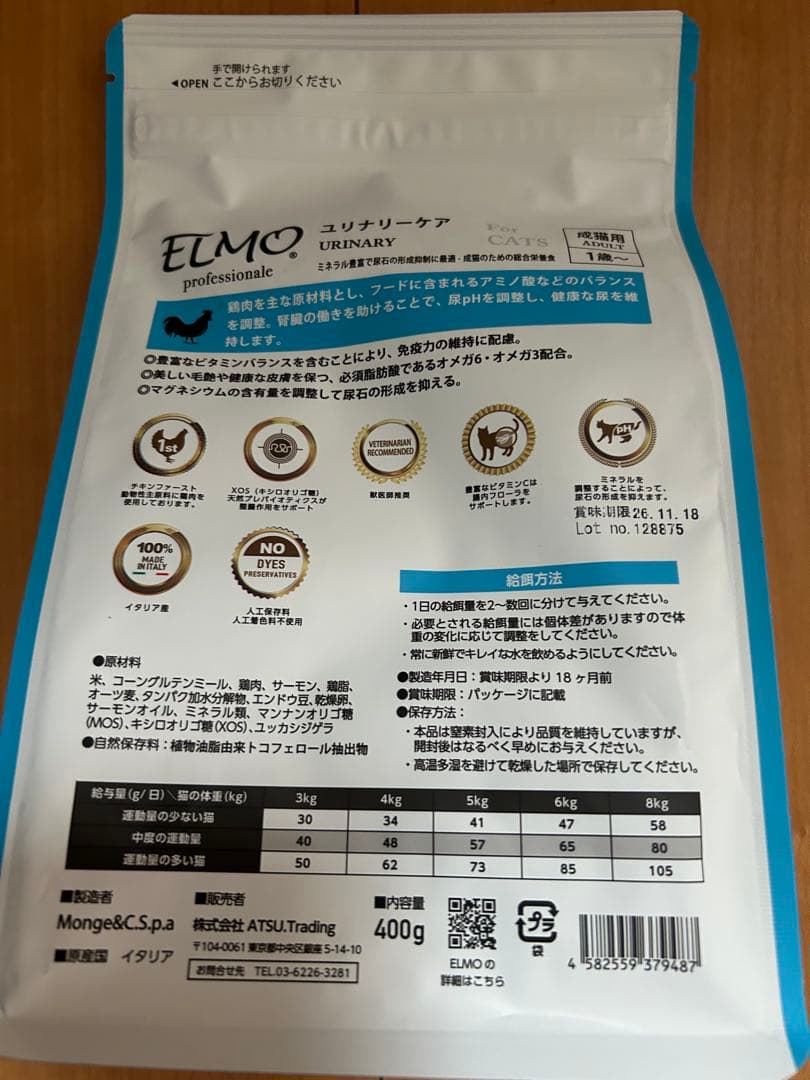 手で開けられます
◀OPEN ここからお切りください
ELMO®
professionale
ユリナリーケア
URINARY
For
CATS
成猫用
ADULT
1歳～
ミネラル豊富で尿石の形成抑制に最適 - 成猫のための総合栄養食
鶏肉を主な原材料とし、フードに含まれるアミノ酸などのバランス
を調整。腎臓の働きを助けることで、尿pHを調整し、健康な尿を維
持します。
◎豊富なビタミンバランスを含むことにより、免疫力の維持に配慮。
◎美しい毛艶や健康な皮膚を保つ、必須脂肪酸であるオメガ6・オメガ3配合。
◎マグネシウムの含有量を調整して尿石の形成を抑える。
1st
チキンファースト
動物性主原料に鶏肉を
使用しております。
XOS（キシロオリゴ糖）
天然プレバイオティクスが
整腸作用をサポート
VETERINARIAN
RECOMMENDED
獣医師推奨
豊富なビタミンCは
腸内フローラを
サポートします。
pH
ミネラルを
調整することによって、
尿石の形成を抑えます。
賞味期限26.11.18
Lot no.128875
100%
MADE
IN ITALY
イタリア産
NO
DYES
PRESERVATIVES
人工保存料
人工着色料不使用
給餌方法
・1日の給餌量を2～数回に分けて与えてください。
・必要とされる給餌量には個体差がありますので体
重の変化に応じて調整をしてください。
・常に新鮮でキレイな水を飲めるようにしてください。
●原材料
米、コーングルテンミール、鶏肉、サーモン、鶏脂、
オーツ麦、タンパク加水分解物、エンドウ豆、乾燥卵、
サーモンオイル、ミネラル類、マンナンオリゴ糖
(MOS)、キシロオリゴ糖(XOS)、ユッカシジゲラ
●自然保存料：植物油脂由来トコフェロール抽出物
●製造年月日：賞味期限より18ヶ月前
●賞味期限：パッケージに記載
●保存方法：
・本品は窒素封入により品質を維持していますが、
開封後はなるべく早めにお与えください。
・高温多湿を避けて乾燥した場所で保存してください。
給与量(g/日)＼猫の体重(kg) 3kg 4kg 5kg 6kg 8kg
運動量の少ない猫 30 34 41 47 58
中度の運動量 40 48 57 65 80
運動量の多い猫 50 62 73 85 105
■製造者
Monge&C.S.p.a
■原産国 イタリア
■販売者
株式会社 ATSU.Trading
〒104-0061 東京都中央区銀座5-14-10
お問合せ先 TEL.03-6226-3281
■内容量
400g
ELMOの
詳細はこちら
プラ
袋
4 582559 379487